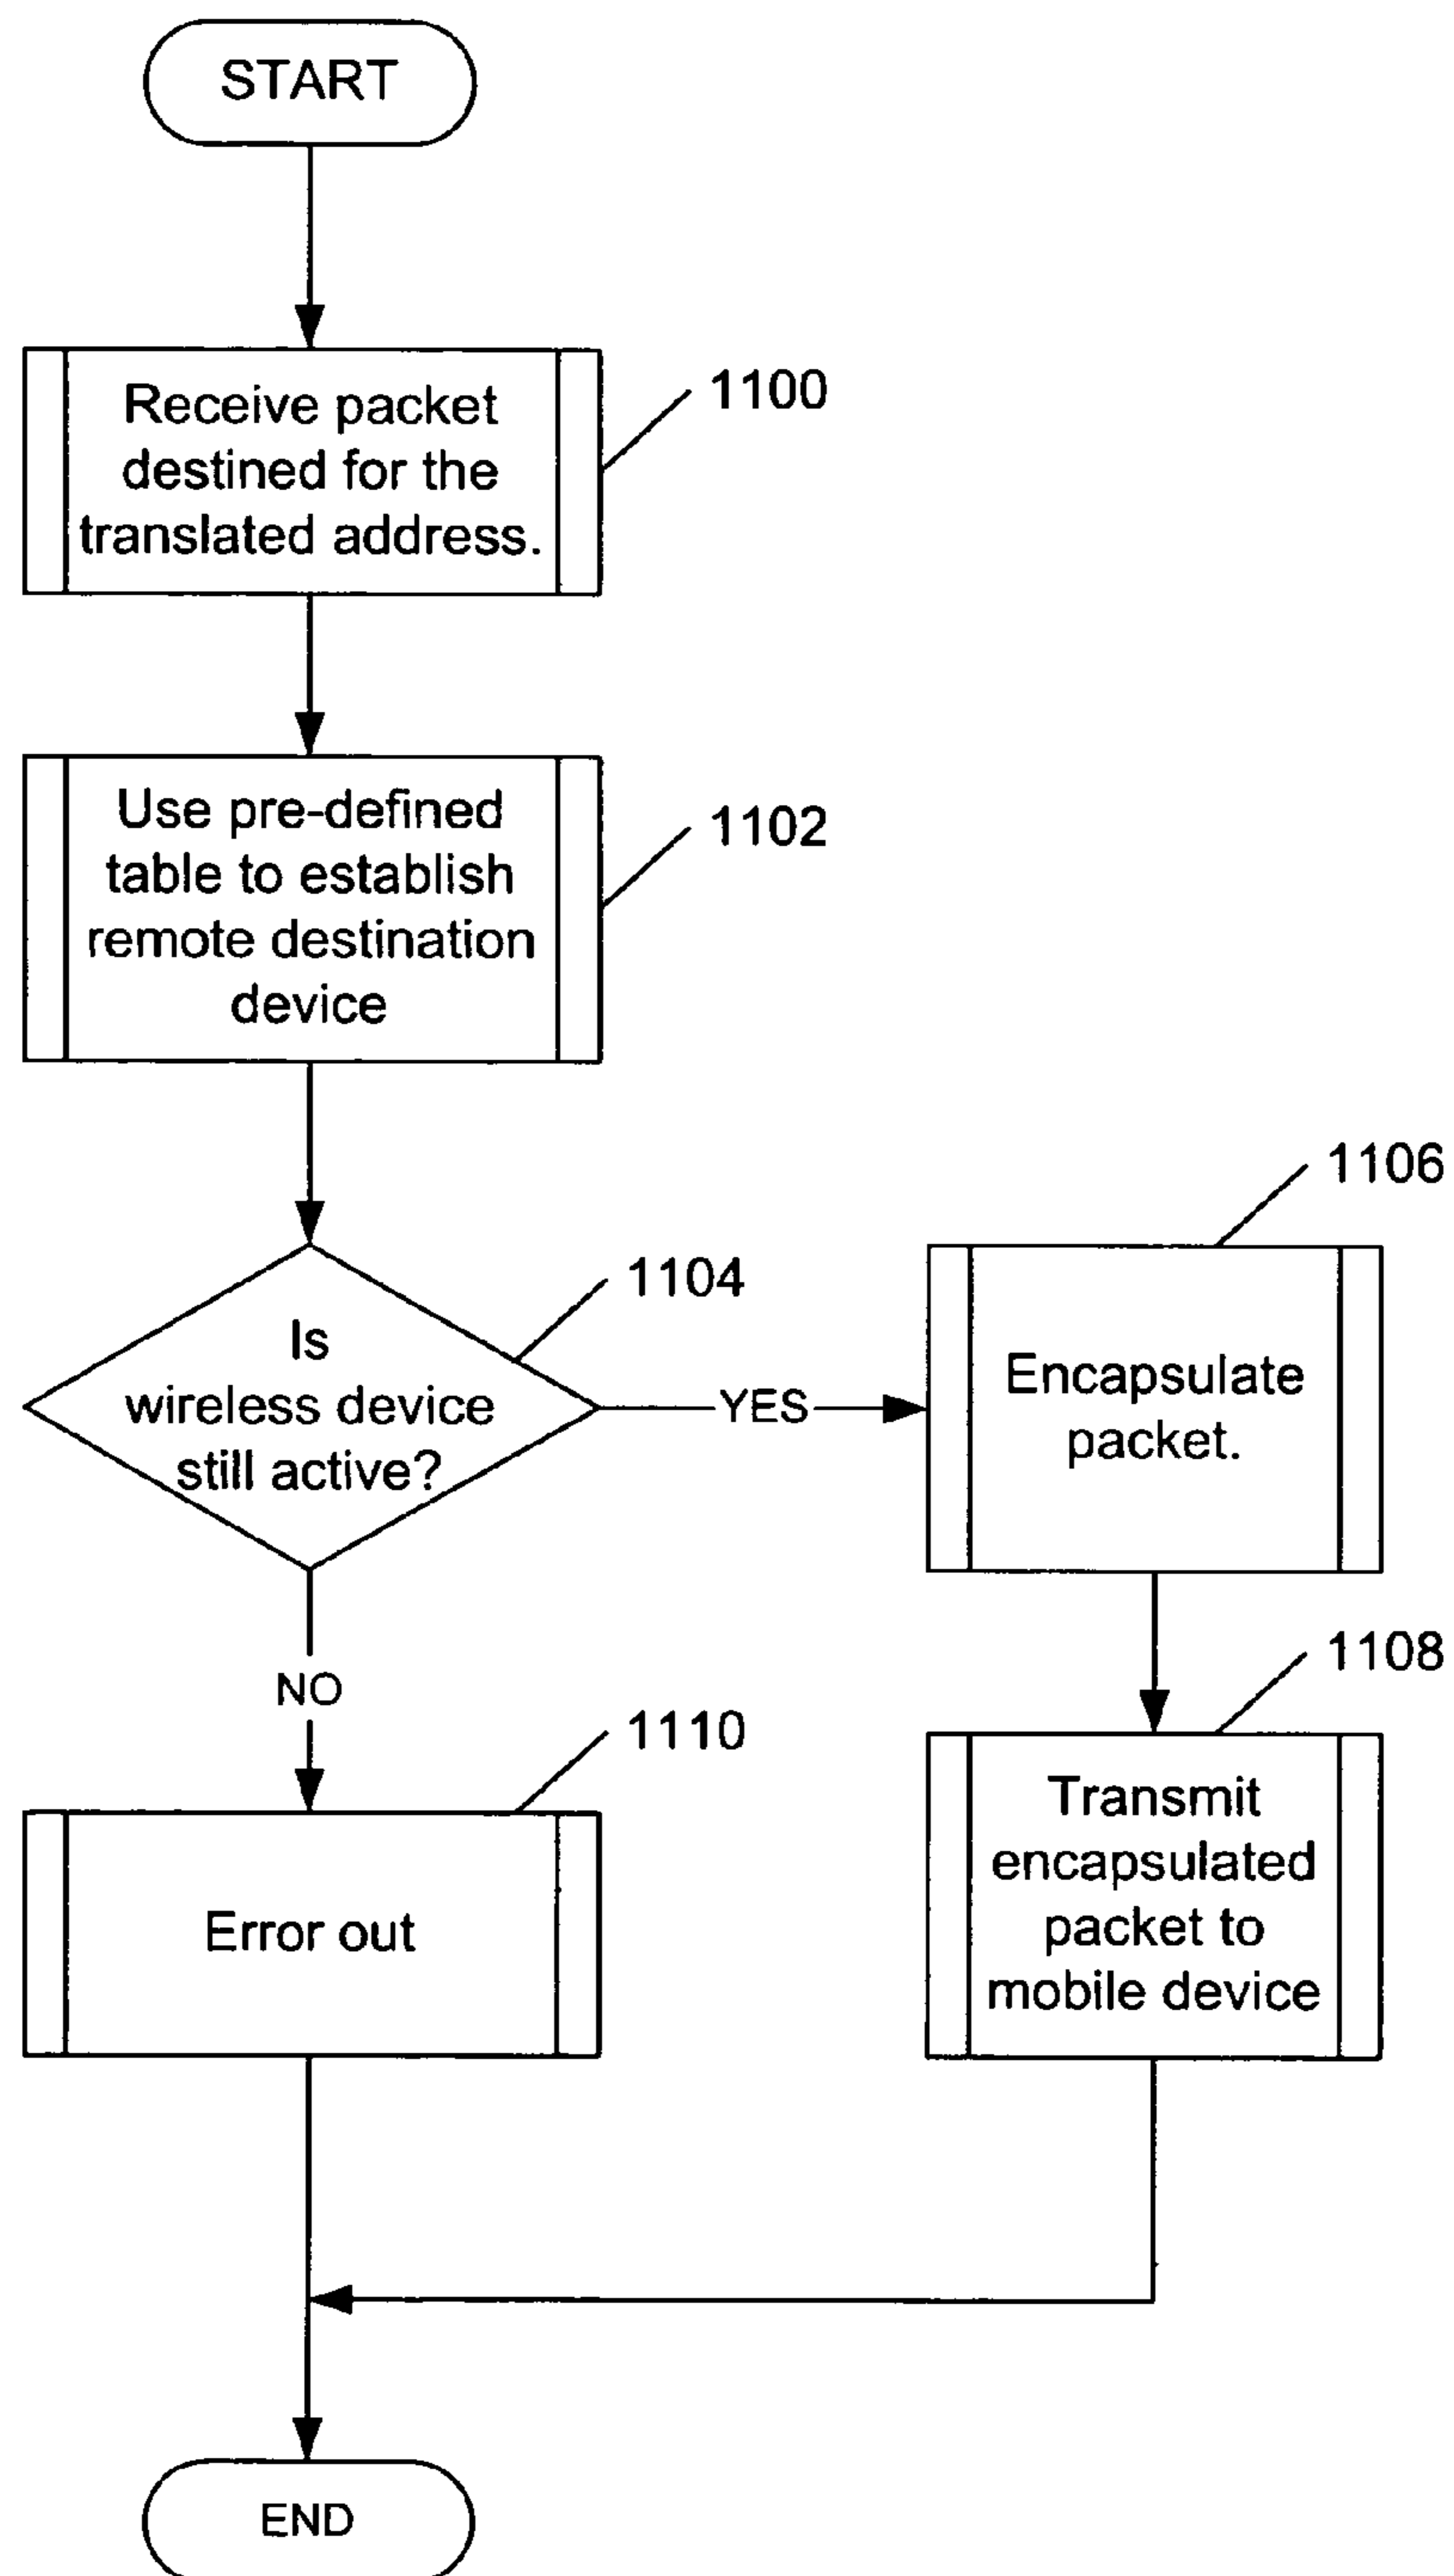 START
Receive packet
destined for the
translated address.
1100
Use pre-defined
table to establish
remote destination
device
1102
Is
wireless device
still active?
1104
YES
1106
Encapsulate
packet.
NO
1108
Transmit
encapsulated
packet to
mobile device
1110
Error out
END